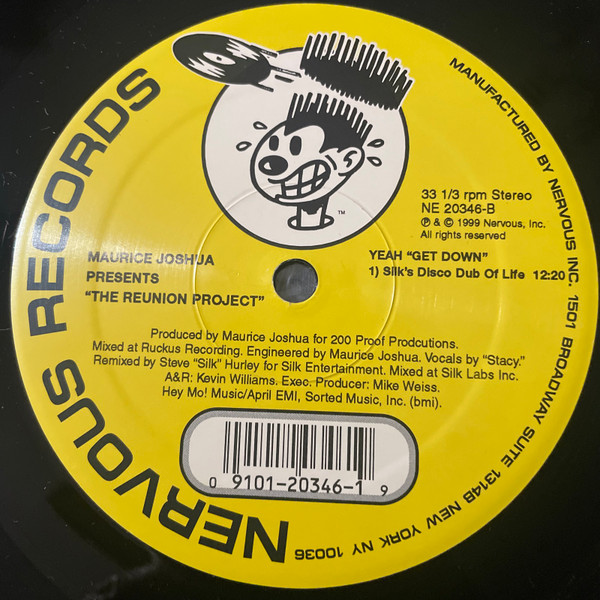 NERVOUS RECORDS
MANUFACTURED BY NERVOUS INC. 1501 BROADWAY SUITE 1314B NEW YORK NY 10036
TM
33 1/3 rpm Stereo
NE 20346-B
℗ & © 1999 Nervous, Inc.
All rights reserved
MAURICE JOSHUA
PRESENTS
"THE REUNION PROJECT"
YEAH "GET DOWN"
1) Silk's Disco Dub Of Life 12:20
Produced by Maurice Joshua for 200 Proof Prodcutions.
Mixed at Ruckus Recording. Engineered by Maurice Joshua. Vocals by "Stacy."
Remixed by Steve "Silk" Hurley for Silk Entertainment. Mixed at Silk Labs Inc.
A&R: Kevin Williams. Exec. Producer: Mike Weiss.
Hey Mo! Music/April EMI, Sorted Music, Inc. (bmi).
0 9101-20346-1 9